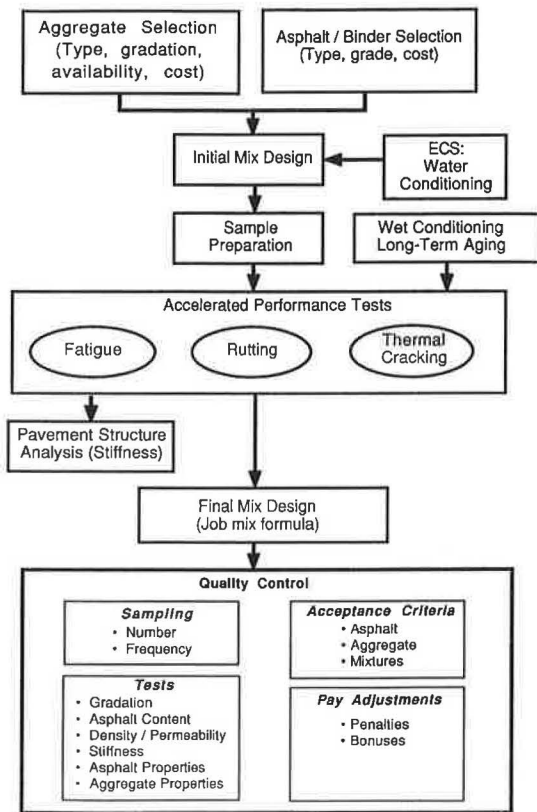 Aggregate Selection
(Type, gradation,
availability, cost)
Asphalt / Binder Selection
(Type, grade, cost)
Initial Mix Design
ECS:
Water
Conditioning
Sample
Preparation
Wet Conditioning
Long-Term Aging
Accelerated Performance Tests
Fatigue
Rutting
Thermal
Cracking
Pavement Structure
Analysis (Stiffness)
Final Mix Design
(Job mix formula)
Quality Control
Sampling
• Number
• Frequency
Acceptance Criteria
• Asphalt
• Aggregate
• Mixtures
Tests
• Gradation
• Asphalt Content
• Density / Permeability
• Stiffness
• Asphalt Properties
• Aggregate Properties
Pay Adjustments
• Penalties
• Bonuses